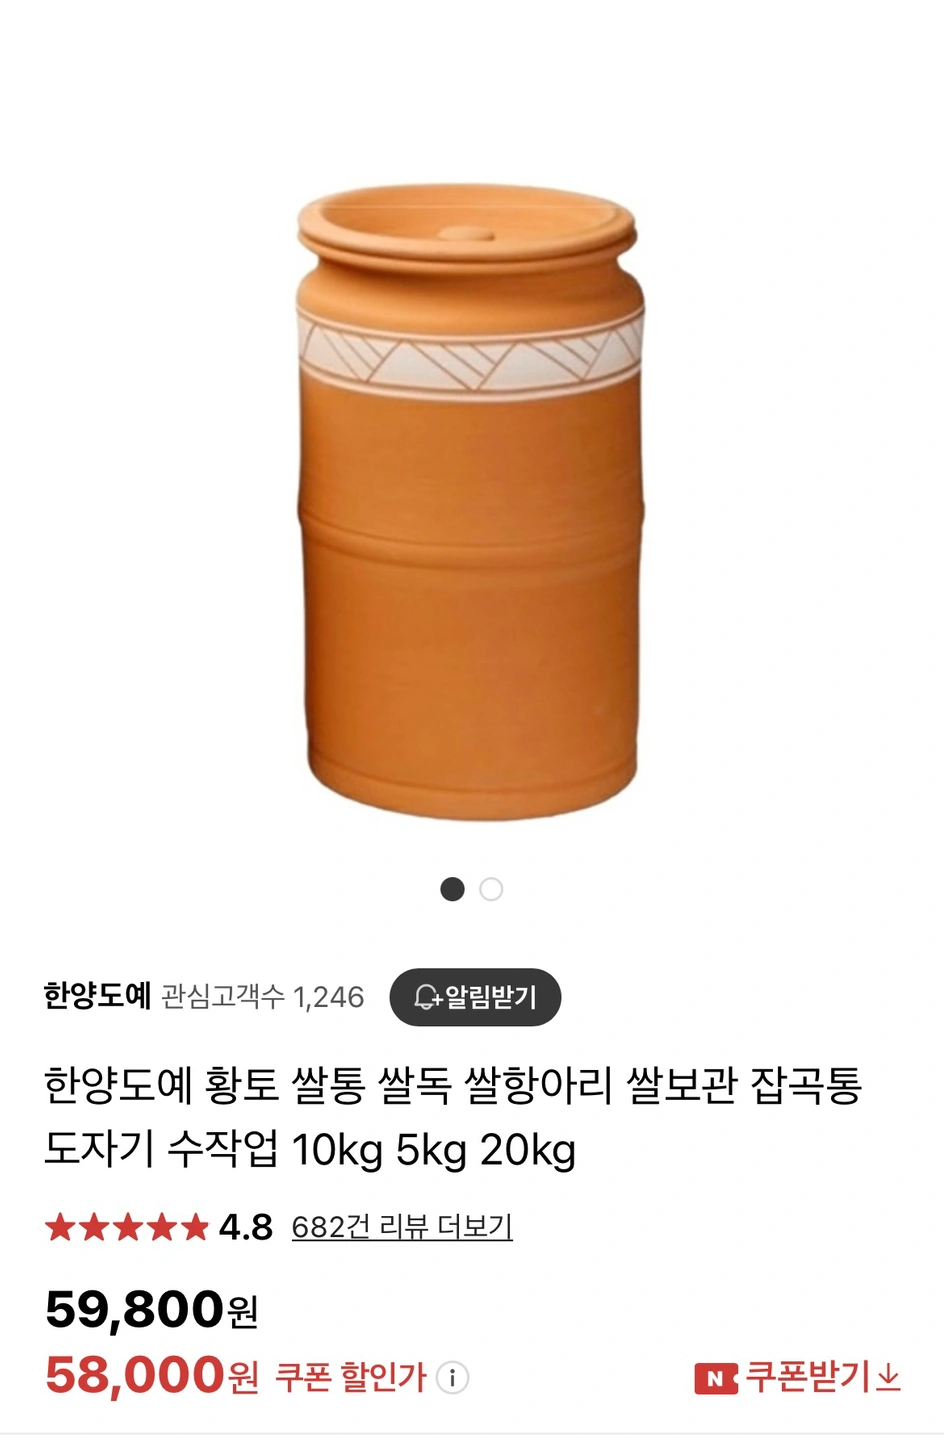 한양도예 관심고객수 1,246 알림받기
한양도예 황토 쌀통 쌀독 쌀항아리 쌀보관 잡곡통
도자기 수작업 10kg 5kg 20kg
4.8 682건 리뷰 더보기
59,800원
58,000원 쿠폰 할인가 i N 쿠폰받기